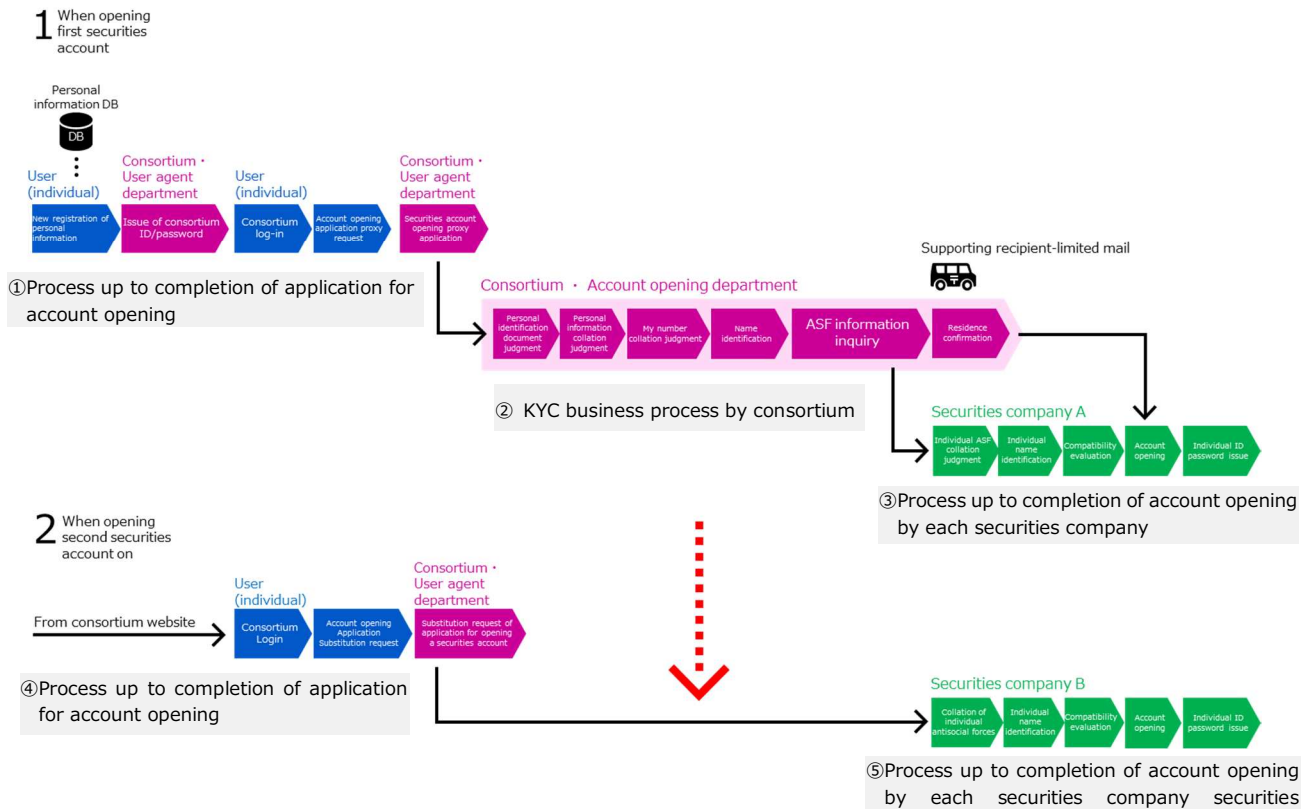 1 When opening
first securities
account
Personal
information DB
DB
User
(individual)
Consortium・
User agent
department
User
(individual)
Consortium・
User agent
department
New registration of
personal
information
Issue of consortium
ID/password
Consortium
log-in
Account opening
application proxy
request
Securities account
opening proxy
application
①Process up to completion of application for
account opening
Supporting recipient-limited mail
Consortium ・ Account opening department
Personal
identification
document
judgment
Personal
information
collation
judgment
My number
collation judgment
Name
identification
ASF information
inquiry
Residence
confirmation
② KYC business process by consortium
Securities company A
Individual ASF
collation
judgment
Individual
name
identification
Compatibility
evaluation
Account
opening
Individual ID
password issue
③Process up to completion of account opening
by each securities company
2 When opening
second securities
account on
From consortium website
User
(individual)
Consortium・
User agent
department
Consortium
Login
Account opening
Application
Substitution request
Substitution request of
application for opening
a securities account
④Process up to completion of application
for account opening
Securities company B
Collation of
individual
antisocial forces
Individual
name
identification
Compatibility
evaluation
Account
opening
Individual ID
password issue
⑤Process up to completion of account opening
by each securities company securities